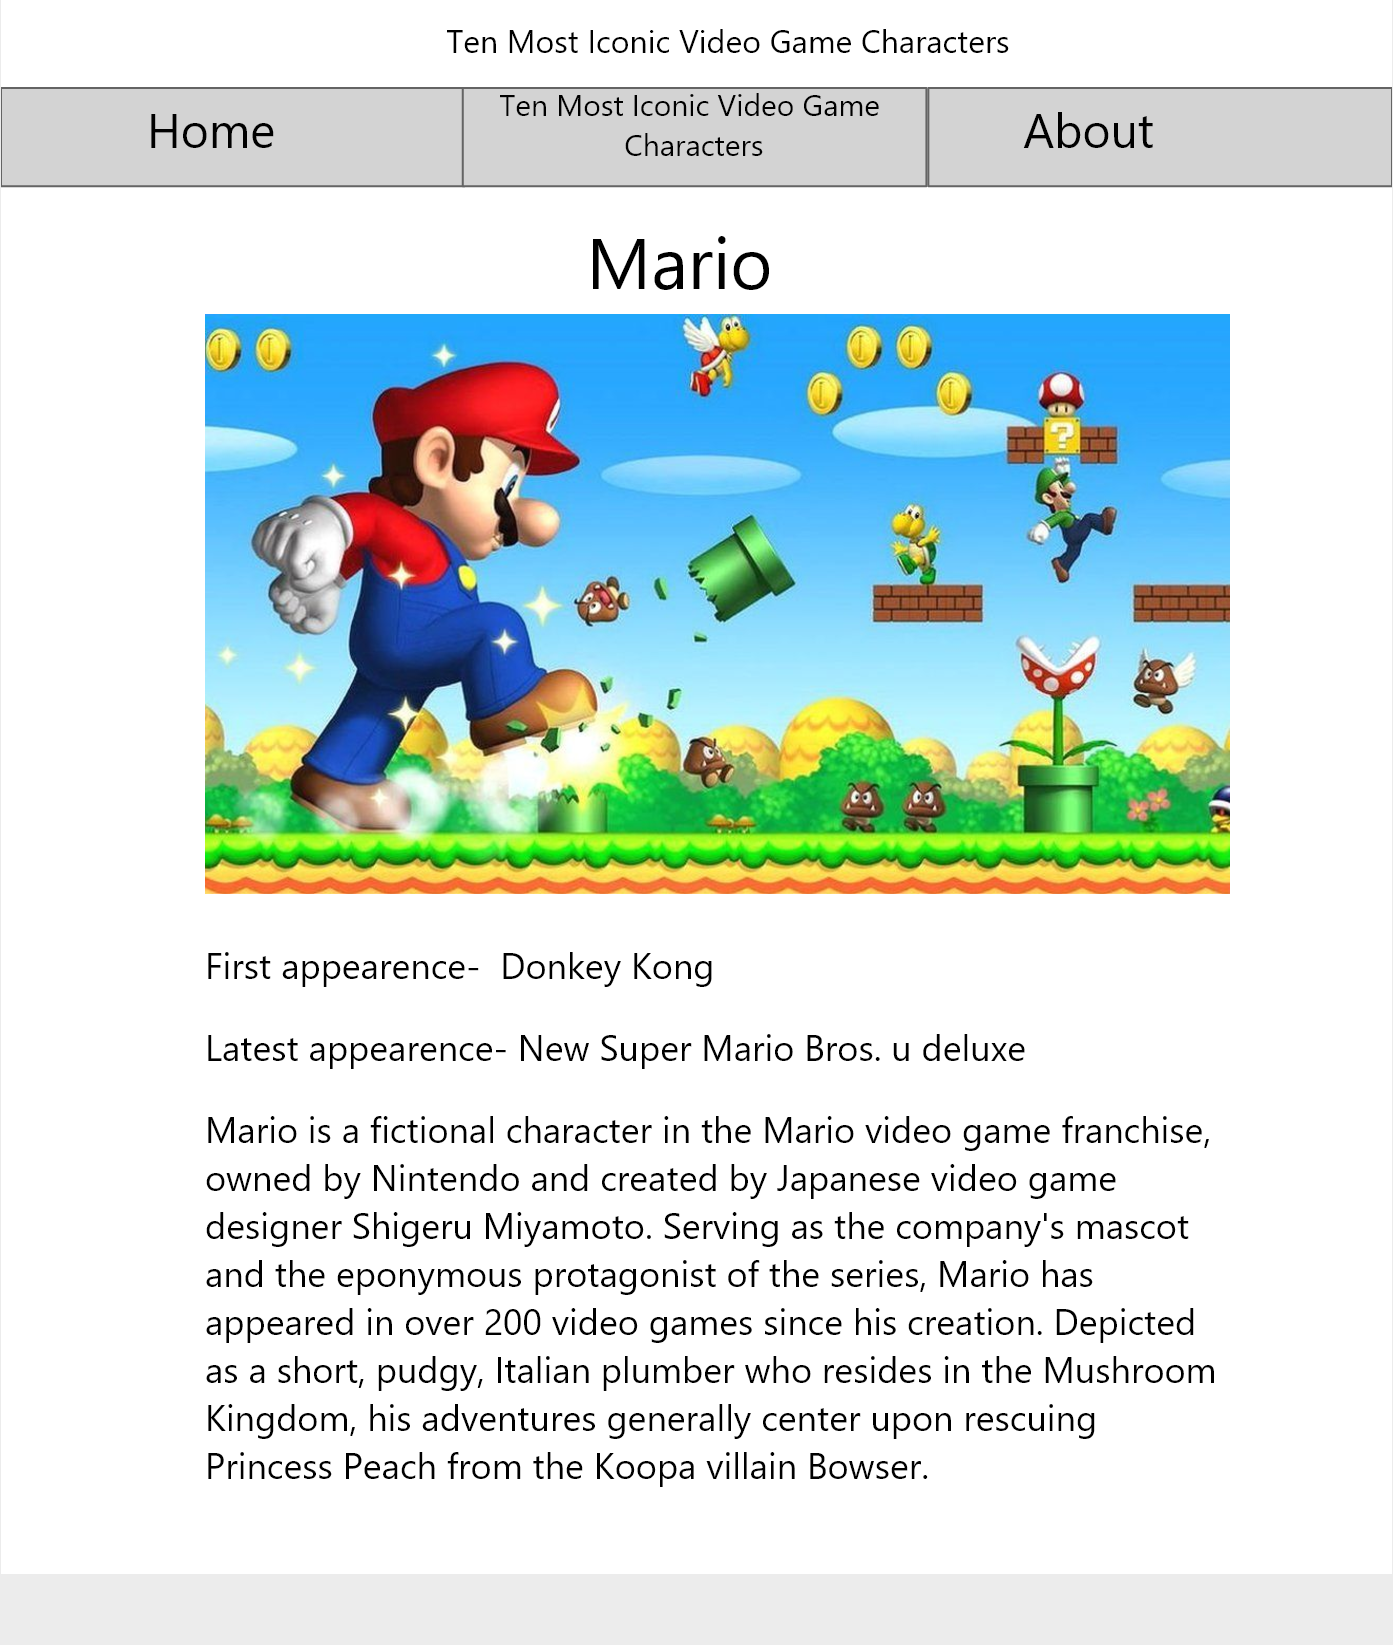 Ten Most Iconic Video Game Characters
Home
Ten Most Iconic Video Game
Characters
About
Mario
?
First appearence-  Donkey Kong
Latest appearence- New Super Mario Bros. u deluxe
Mario is a fictional character in the Mario video game franchise,
owned by Nintendo and created by Japanese video game
designer Shigeru Miyamoto. Serving as the company's mascot
and the eponymous protagonist of the series, Mario has
appeared in over 200 video games since his creation. Depicted
as a short, pudgy, Italian plumber who resides in the Mushroom
Kingdom, his adventures generally center upon rescuing
Princess Peach from the Koopa villain Bowser.